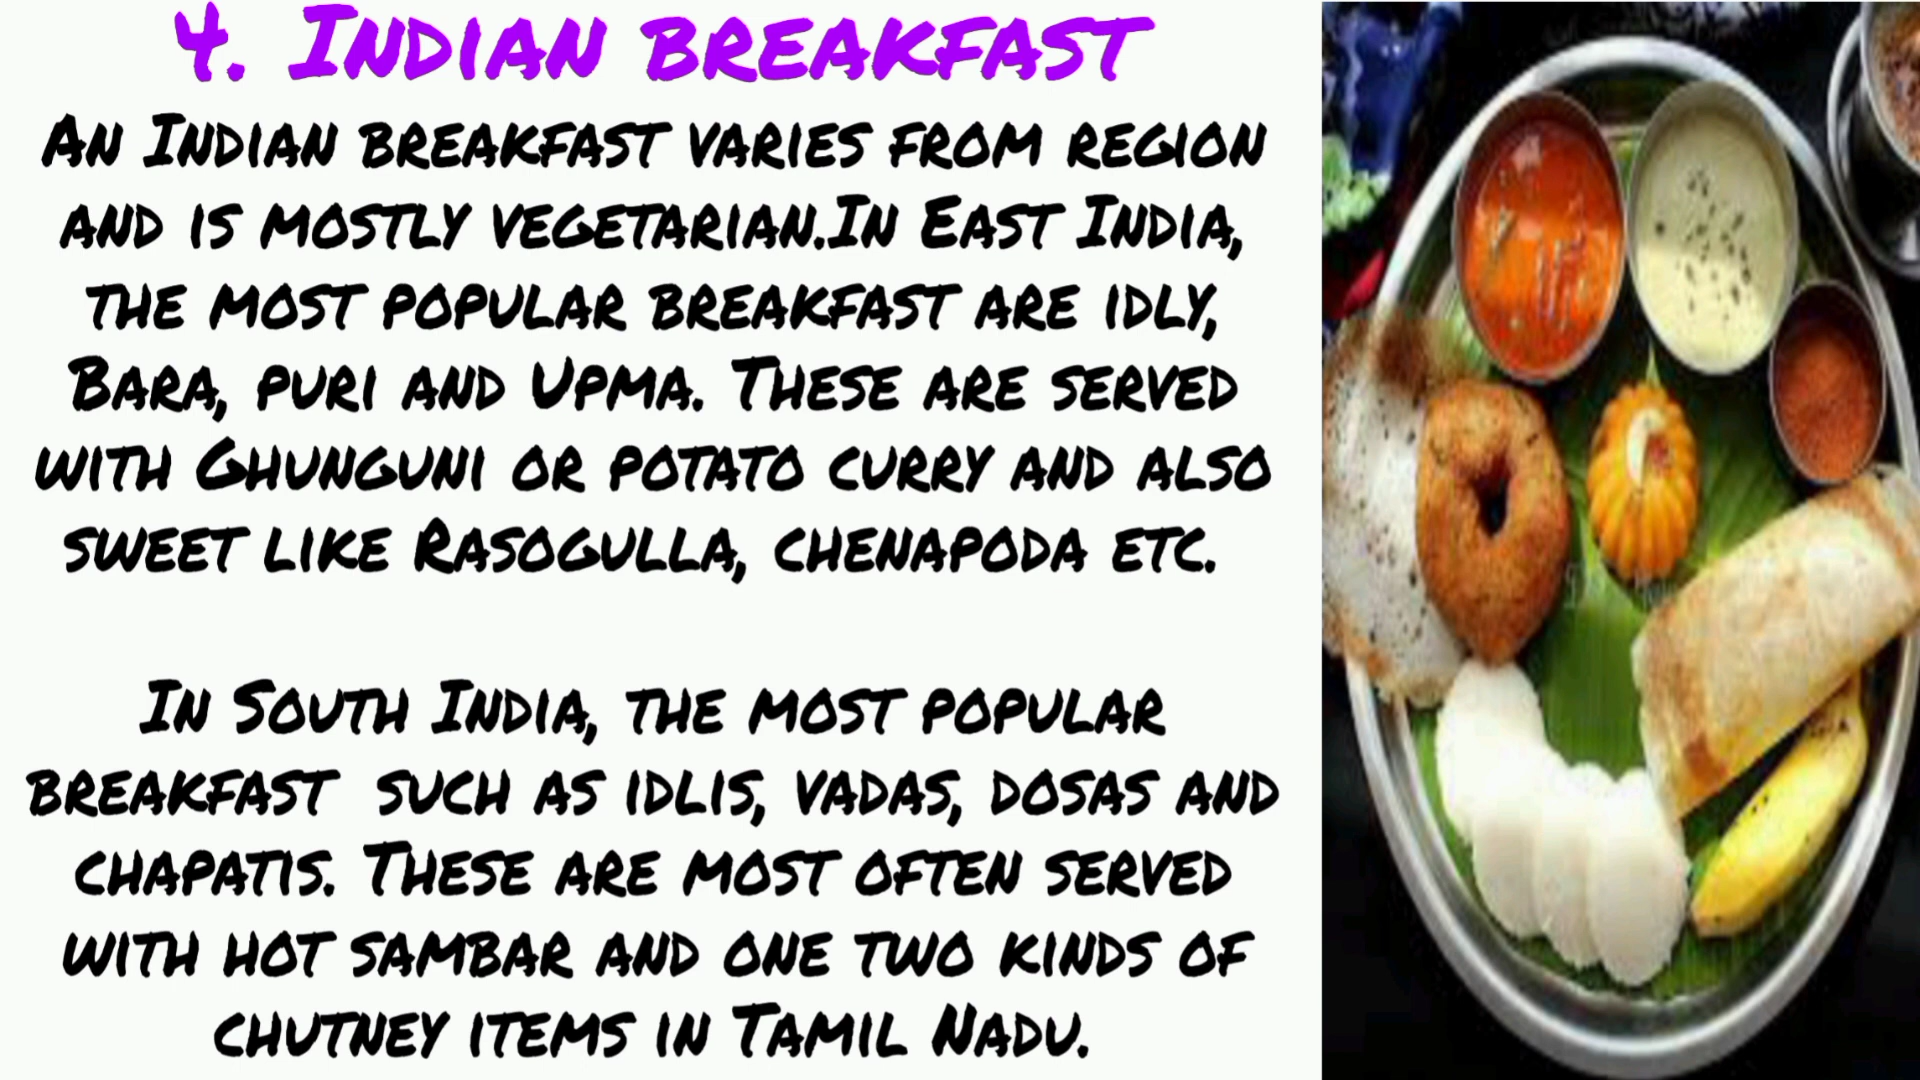 4. Indian breakfast
An Indian breakfast varies from region
and is mostly vegetarian.In East India,
the most popular breakfast are idly,
Bara, puri and Upma. These are served
with Ghunguni or potato curry and also
sweet like Rasogulla, chenapoda etc.
In South India, the most popular
breakfast such as idlis, vadas, dosas and
chapatis. These are most often served
with hot sambar and one two kinds of
chutney items in Tamil Nadu.